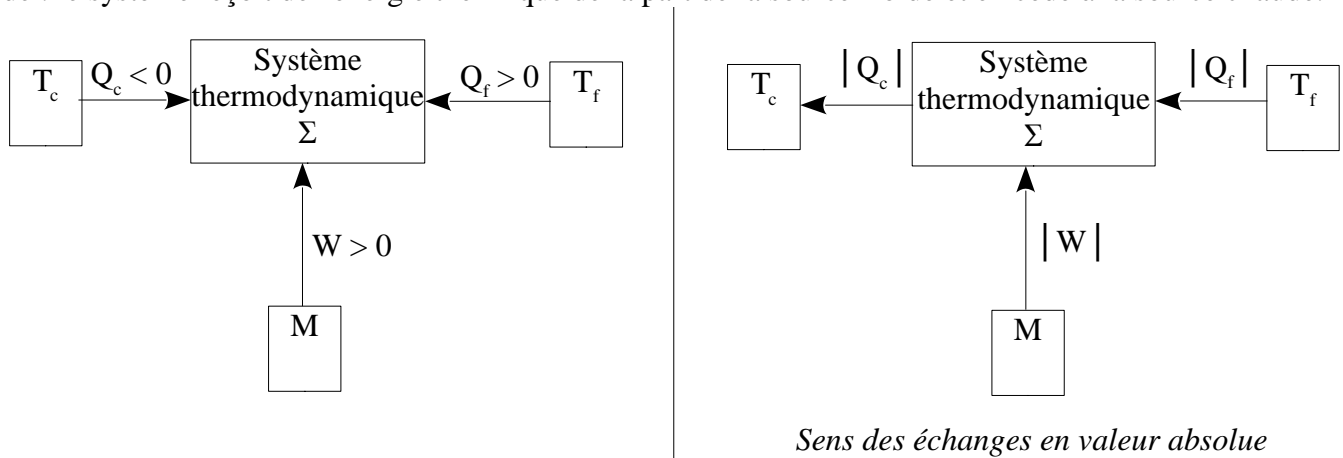 T_c
Q_c < 0
Système
thermodynamique
Σ
Q_f > 0
T_f
W > 0
M
T_c
|Q_c|
Système
thermodynamique
Σ
|Q_f|
T_f
|W|
M
Sens des échanges en valeur absolue